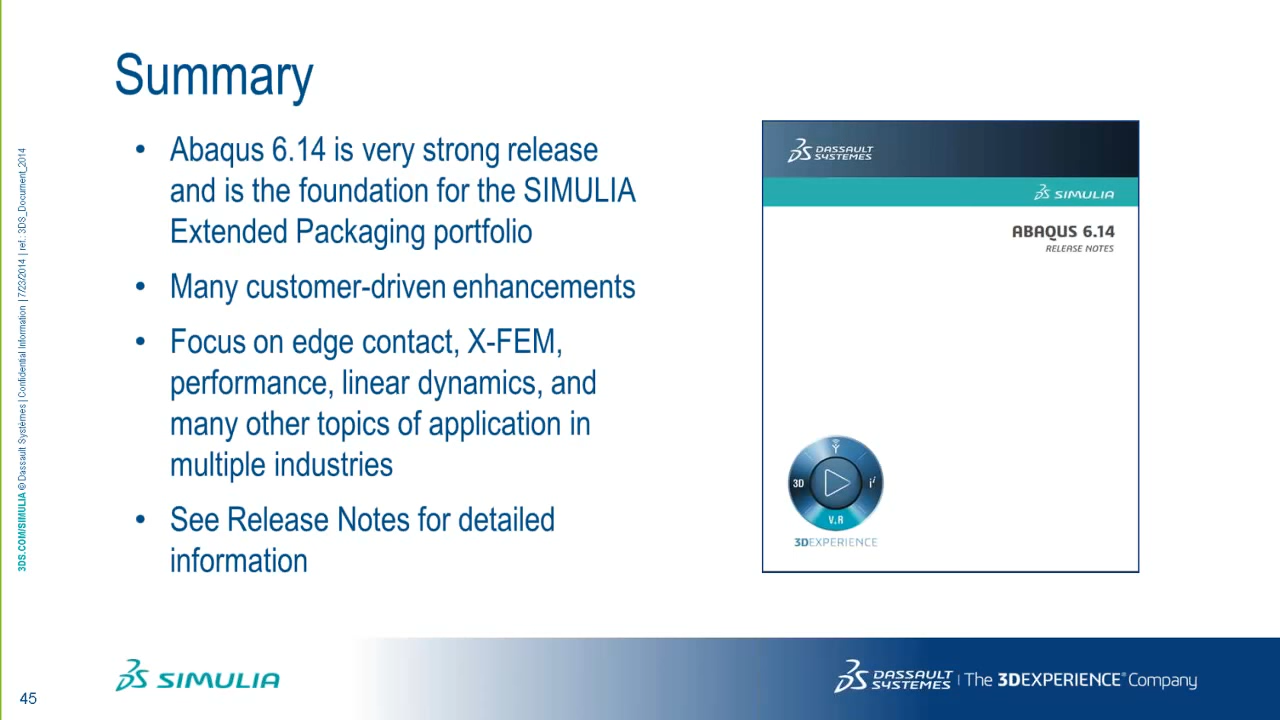 Summary
• Abaqus 6.14 is very strong release
and is the foundation for the SIMULIA
Extended Packaging portfolio
• Many customer-driven enhancements
• Focus on edge contact, X-FEM,
performance, linear dynamics, and
many other topics of application in
multiple industries
• See Release Notes for detailed
information
DASSAULT
SYSTEMES
SIMULIA
ABAQUS 6.14
RELEASE NOTES
3D
V.R
3DEXPERIENCE
3DS.COM/SIMULIA © Dassault Systèmes | Confidential Information | 7/23/2014 | ref.: 3DS_Document_2014
45
SIMULIA
DASSAULT
SYSTEMES
The 3DEXPERIENCE® Company